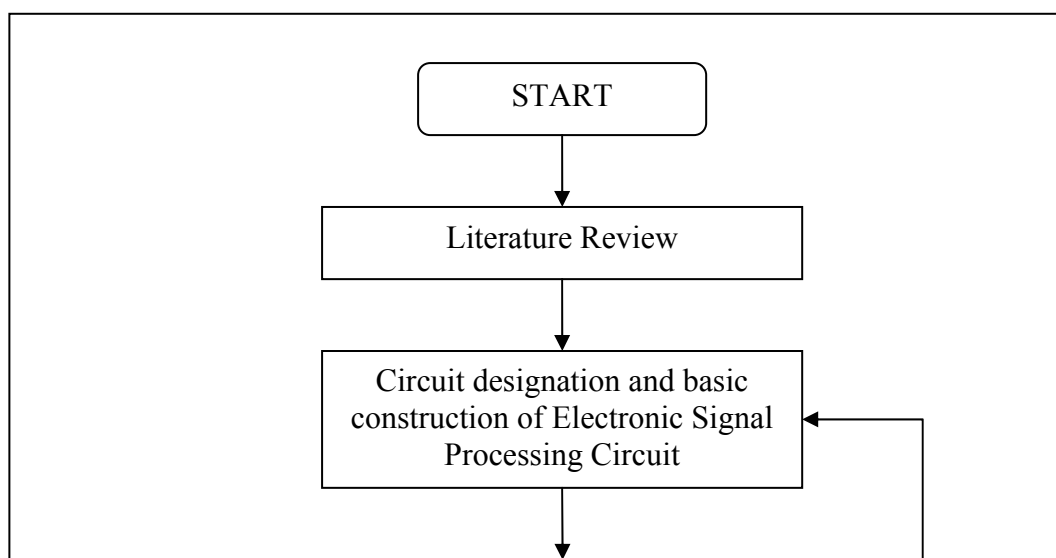 START
Literature Review
Circuit designation and basic
construction of Electronic Signal
Processing Circuit